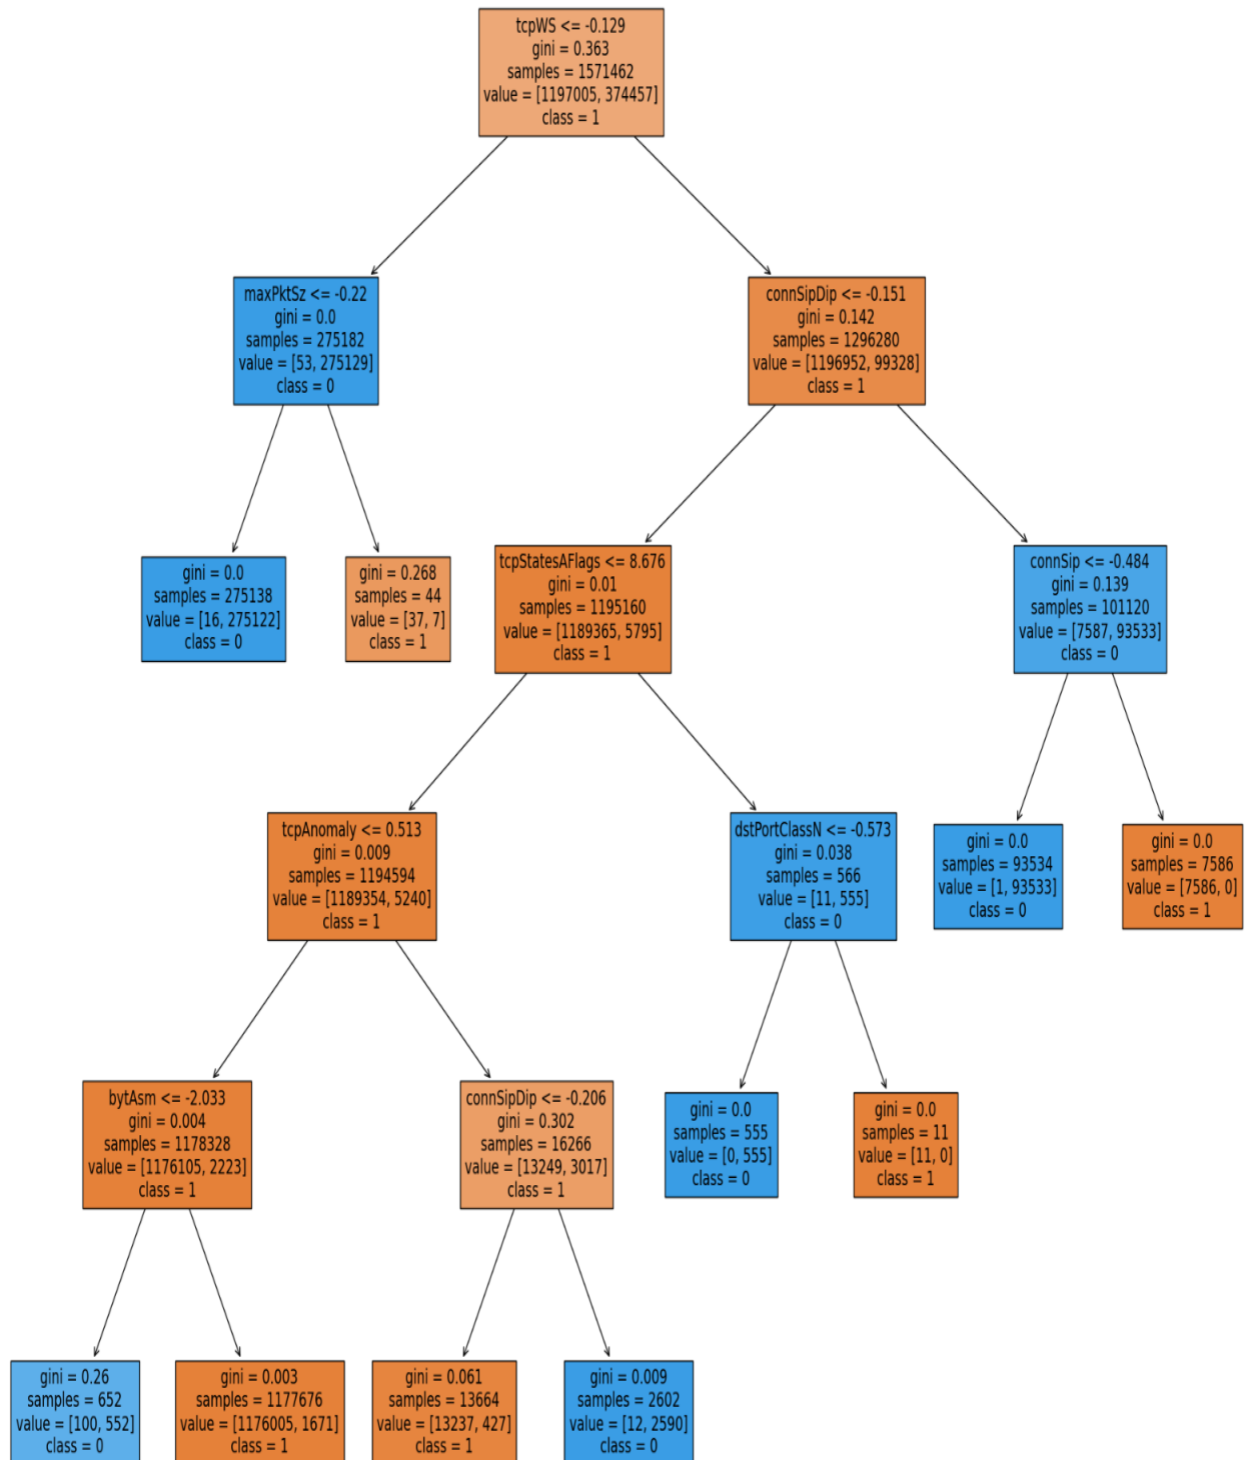 tcpWS <= -0.129
gini = 0.363
samples = 1571462
value = [1197005, 374457]
class = 1
maxPktSz <= -0.22
gini = 0.0
samples = 275182
value = [53, 275129]
class = 0
connSipDip <= -0.151
gini = 0.142
samples = 1296280
value = [1196952, 99328]
class = 1
gini = 0.0
samples = 275138
value = [16, 275122]
class = 0
gini = 0.268
samples = 44
value = [37, 7]
class = 1
tcpStatesAFlags <= 8.676
gini = 0.01
samples = 1195160
value = [1189365, 5795]
class = 1
connSip <= -0.484
gini = 0.139
samples = 101120
value = [7587, 93533]
class = 0
tcpAnomaly <= 0.513
gini = 0.009
samples = 1194594
value = [1189354, 5240]
class = 1
dstPortClassN <= -0.573
gini = 0.038
samples = 566
value = [11, 555]
class = 0
gini = 0.0
samples = 93534
value = [1, 93533]
class = 0
gini = 0.0
samples = 7586
value = [7586, 0]
class = 1
bytAsm <= -2.033
gini = 0.004
samples = 1178328
value = [1176105, 2223]
class = 1
connSipDip <= -0.206
gini = 0.302
samples = 16266
value = [13249, 3017]
class = 1
gini = 0.0
samples = 555
value = [0, 555]
class = 0
gini = 0.0
samples = 11
value = [11, 0]
class = 1
gini = 0.26
samples = 652
value = [100, 552]
class = 0
gini = 0.003
samples = 1177676
value = [1176005, 1671]
class = 1
gini = 0.061
samples = 13664
value = [13237, 427]
class = 1
gini = 0.009
samples = 2602
value = [12, 2590]
class = 0